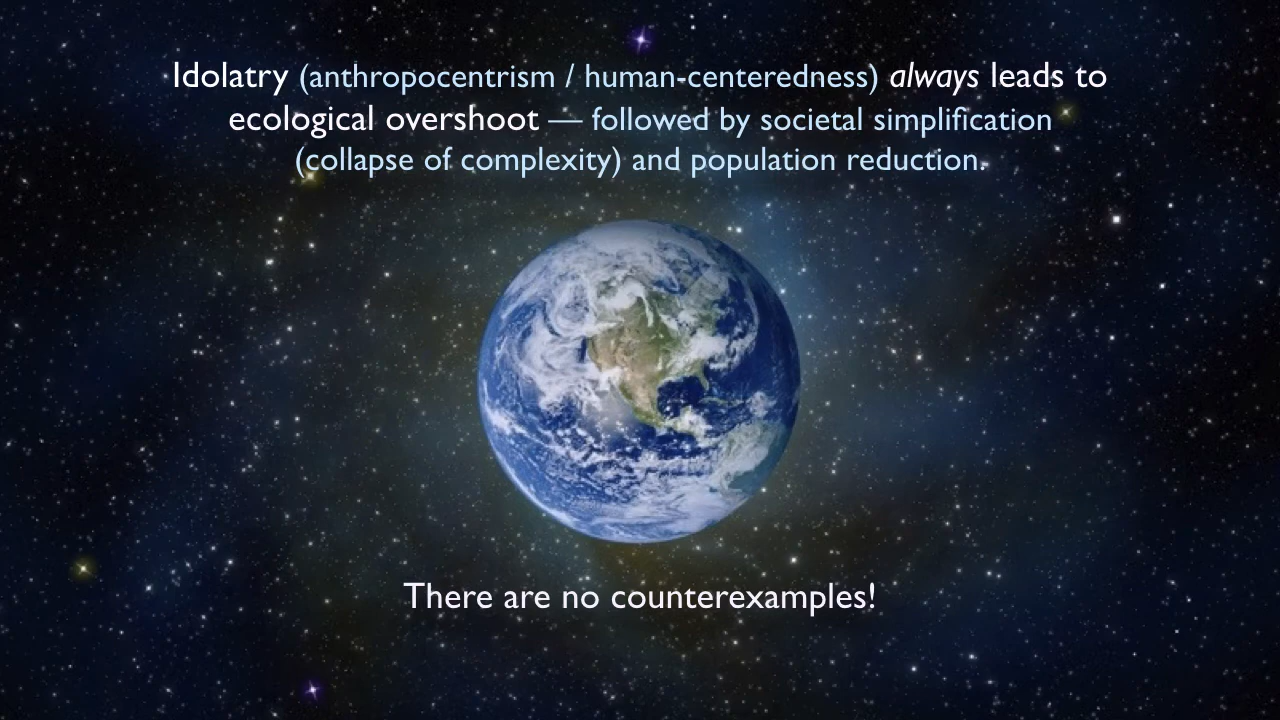 Idolatry (anthropocentrism / human-centeredness) always leads to
ecological overshoot — followed by societal simplification
(collapse of complexity) and population reduction.
There are no counterexamples!